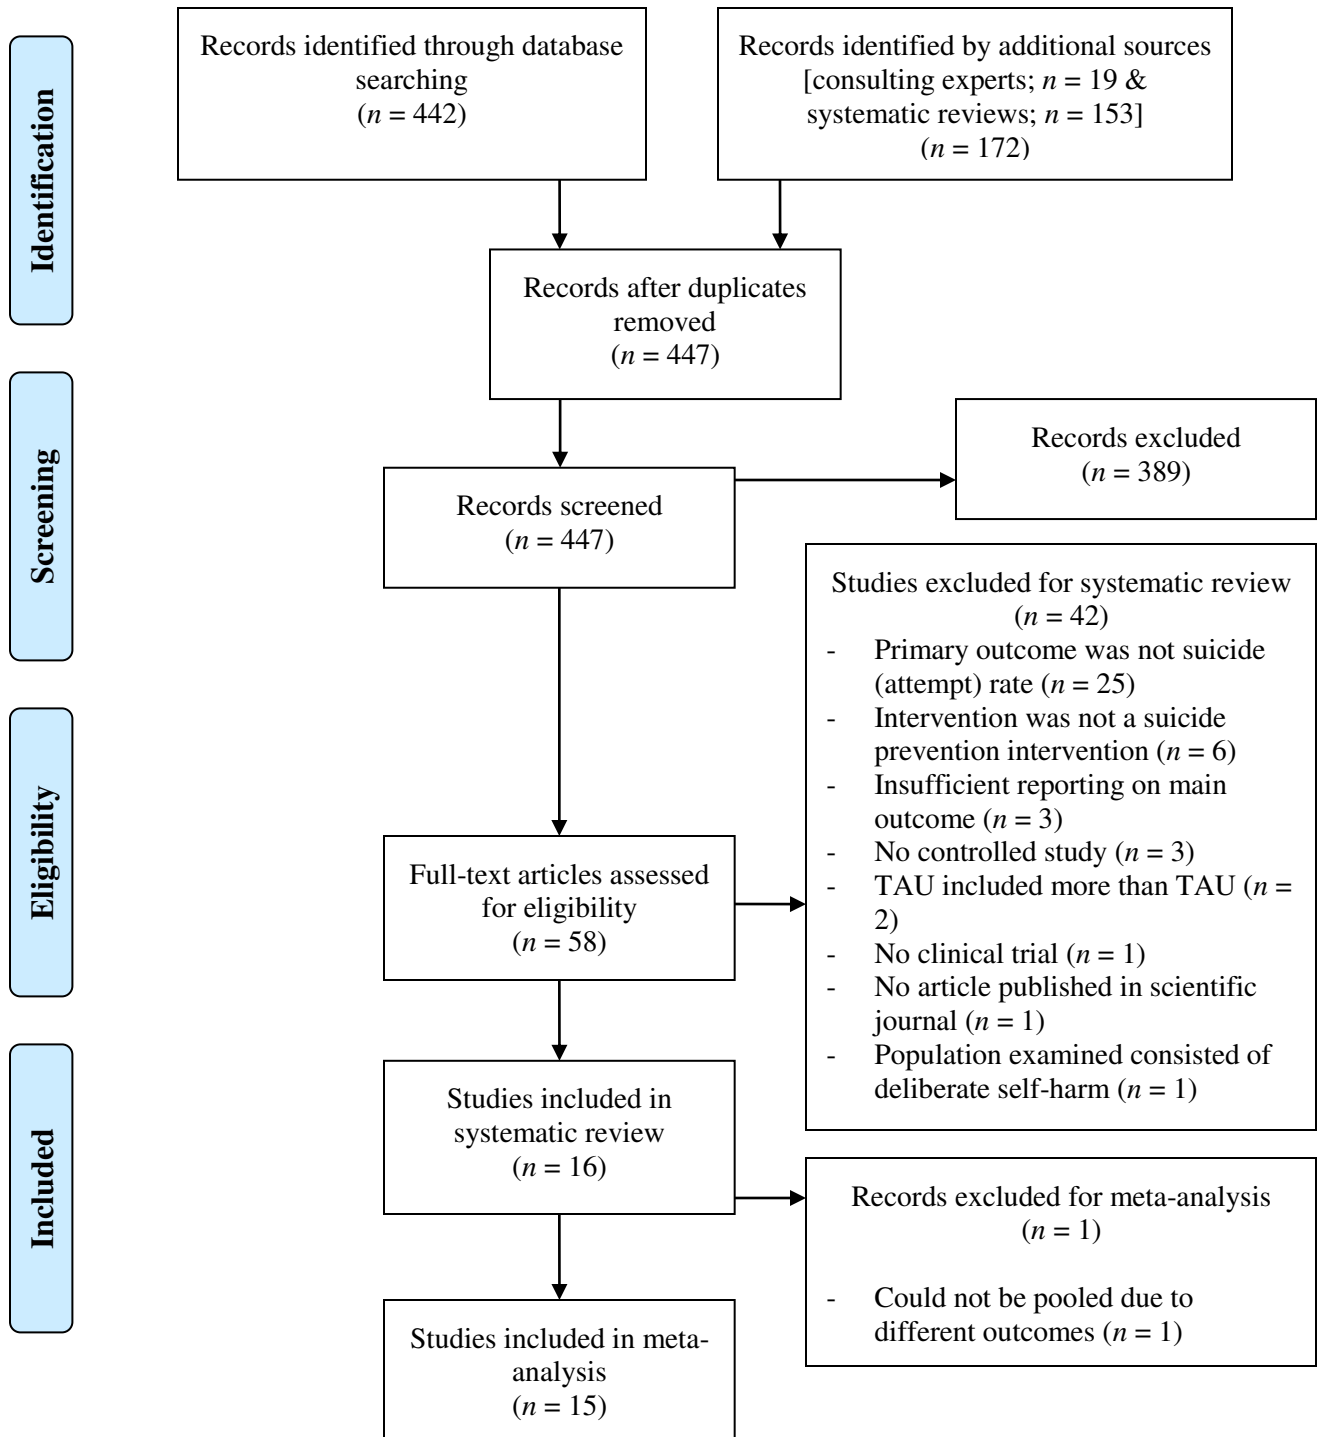 Records identified through database
searching
(n = 442)
Records identified by additional sources
[consulting experts; n = 19 &
systematic reviews; n = 153]
(n = 172)
Identification
Records after duplicates
removed
(n = 447)
Screening
Records excluded
(n = 389)
Records screened
(n = 447)
Studies excluded for systematic review
(n = 42)
- Primary outcome was not suicide
(attempt) rate (n = 25)
- Intervention was not a suicide
prevention intervention (n = 6)
- Insufficient reporting on main
outcome (n = 3)
- No controlled study (n = 3)
- TAU included more than TAU (n =
2)
- No clinical trial (n = 1)
- No article published in scientific
journal (n = 1)
- Population examined consisted of
deliberate self-harm (n = 1)
Eligibility
Full-text articles assessed
for eligibility
(n = 58)
Included
Studies included in
systematic review
(n = 16)
Records excluded for meta-analysis
(n = 1)
- Could not be pooled due to
different outcomes (n = 1)
Studies included in meta-
analysis
(n = 15)